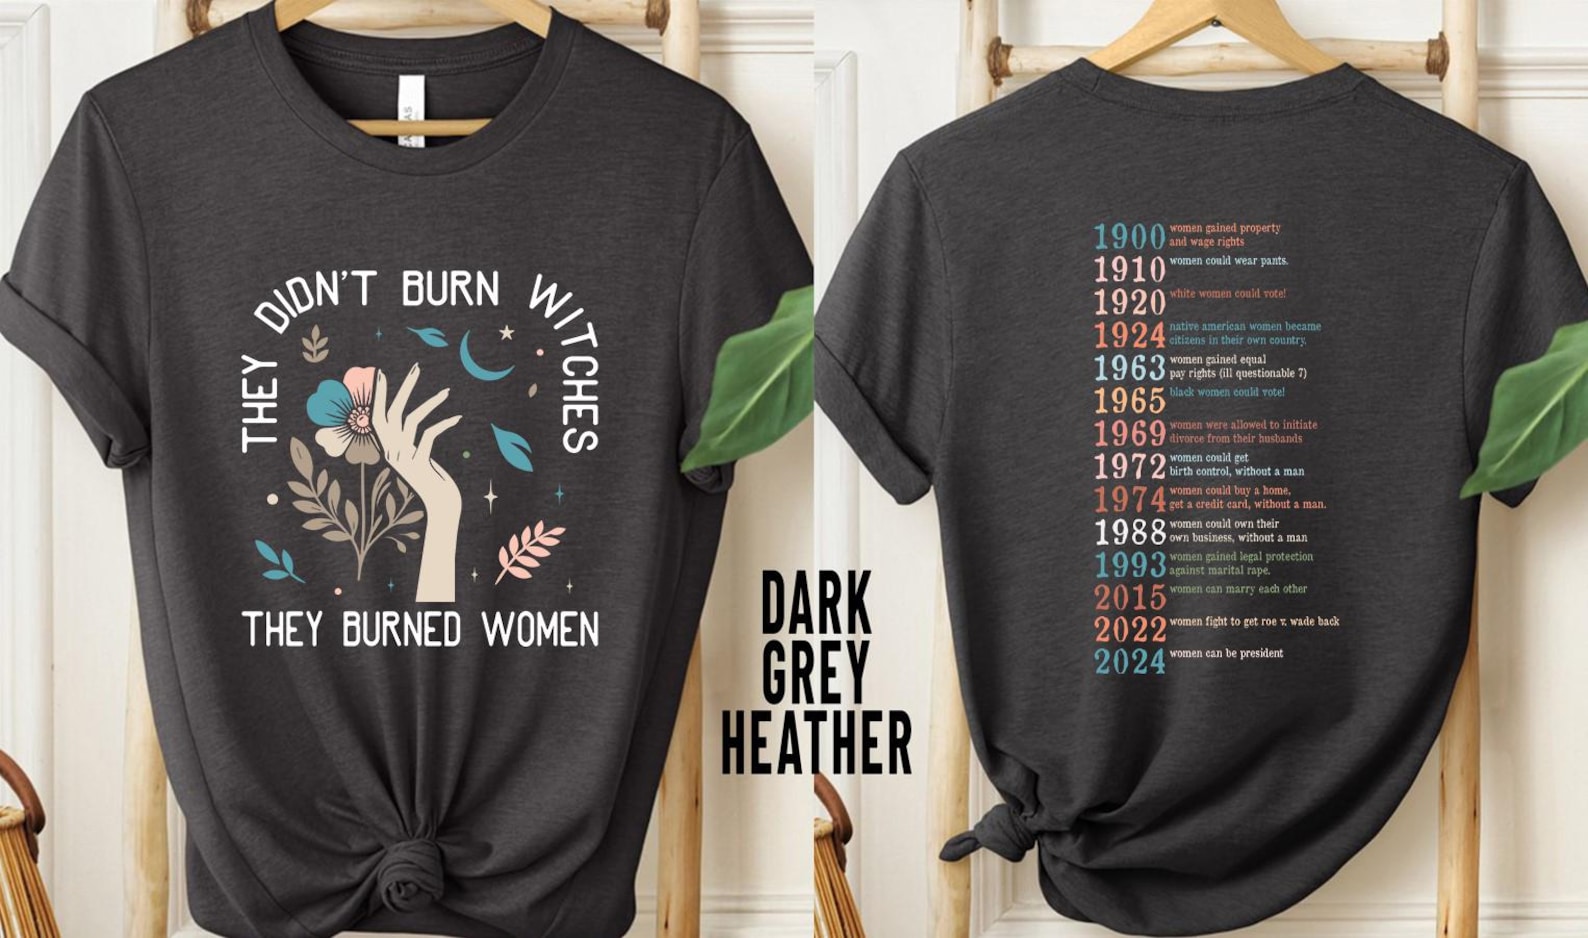 THEY DIDN'T BURN WITCHES
THEY BURNED WOMEN
DARK
GREY
HEATHER
1900 women gained property
and wage rights
1910 women could wear pants.
1920 white women could vote!
1924 native american women became
citizens in their own country.
1963 women gained equal
pay rights (ill questionable ?)
1965 black women could vote!
1969 women were allowed to initiate
divorce from their husbands
1972 women could get
birth control, without a man
1974 women could buy a home,
get a credit card, without a man.
1988 women could own their
own business, without a man
1993 women gained legal protection
against marital rape.
2015 women can marry each other
2022 women fight to get roe v. wade back
2024 women can be president